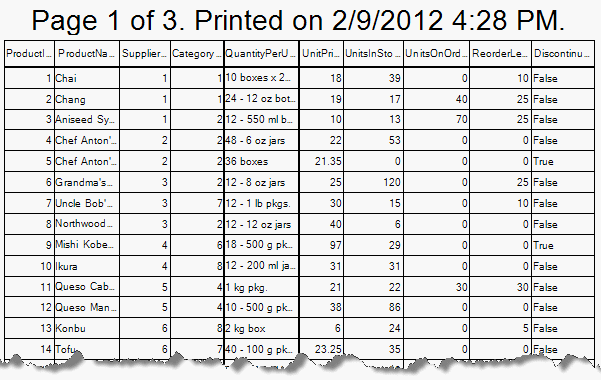 Page 1 of 3. Printed on 2/9/2012 4:28 PM.
ProductI... ProductNa... Supplier... Category... QuantityPerU... UnitPri... UnitsInSto... UnitsOnOrd... ReorderLe... Discontinu...
1 Chai 1 1 10 boxes x 2... 18 39 0 10 False
2 Chang 1 1 24 - 12 oz bot... 19 17 40 25 False
3 Aniseed Sy... 1 2 12 - 550 ml b... 10 13 70 25 False
4 Chef Anton'... 2 2 48 - 6 oz jars 22 53 0 0 False
5 Chef Anton'... 2 2 36 boxes 21.35 0 0 0 True
6 Grandma's... 3 2 12 - 8 oz jars 25 120 0 25 False
7 Uncle Bob'... 3 7 12 - 1 lb pkgs. 30 15 0 10 False
8 Northwood... 3 2 12 - 12 oz jars 40 6 0 0 False
9 Mishi Kobe... 4 6 18 - 500 g pk... 97 29 0 0 True
10 Ikura 4 8 12 - 200 ml ja... 31 31 0 0 False
11 Queso Cab... 5 4 1 kg pkg. 21 22 30 30 False
12 Queso Man... 5 4 10 - 500 g pk... 38 86 0 0 False
13 Konbu 6 8 2 kg box 6 24 0 5 False
14 Tofu 6 7 40 - 100 g pk... 23.25 35 0 0 False